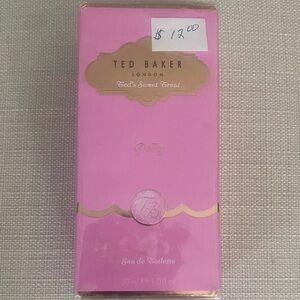 $ 12.00
TED BAKER
LONDON
Ted's Sweet Treat
Polly
TB
Eau de Toilette